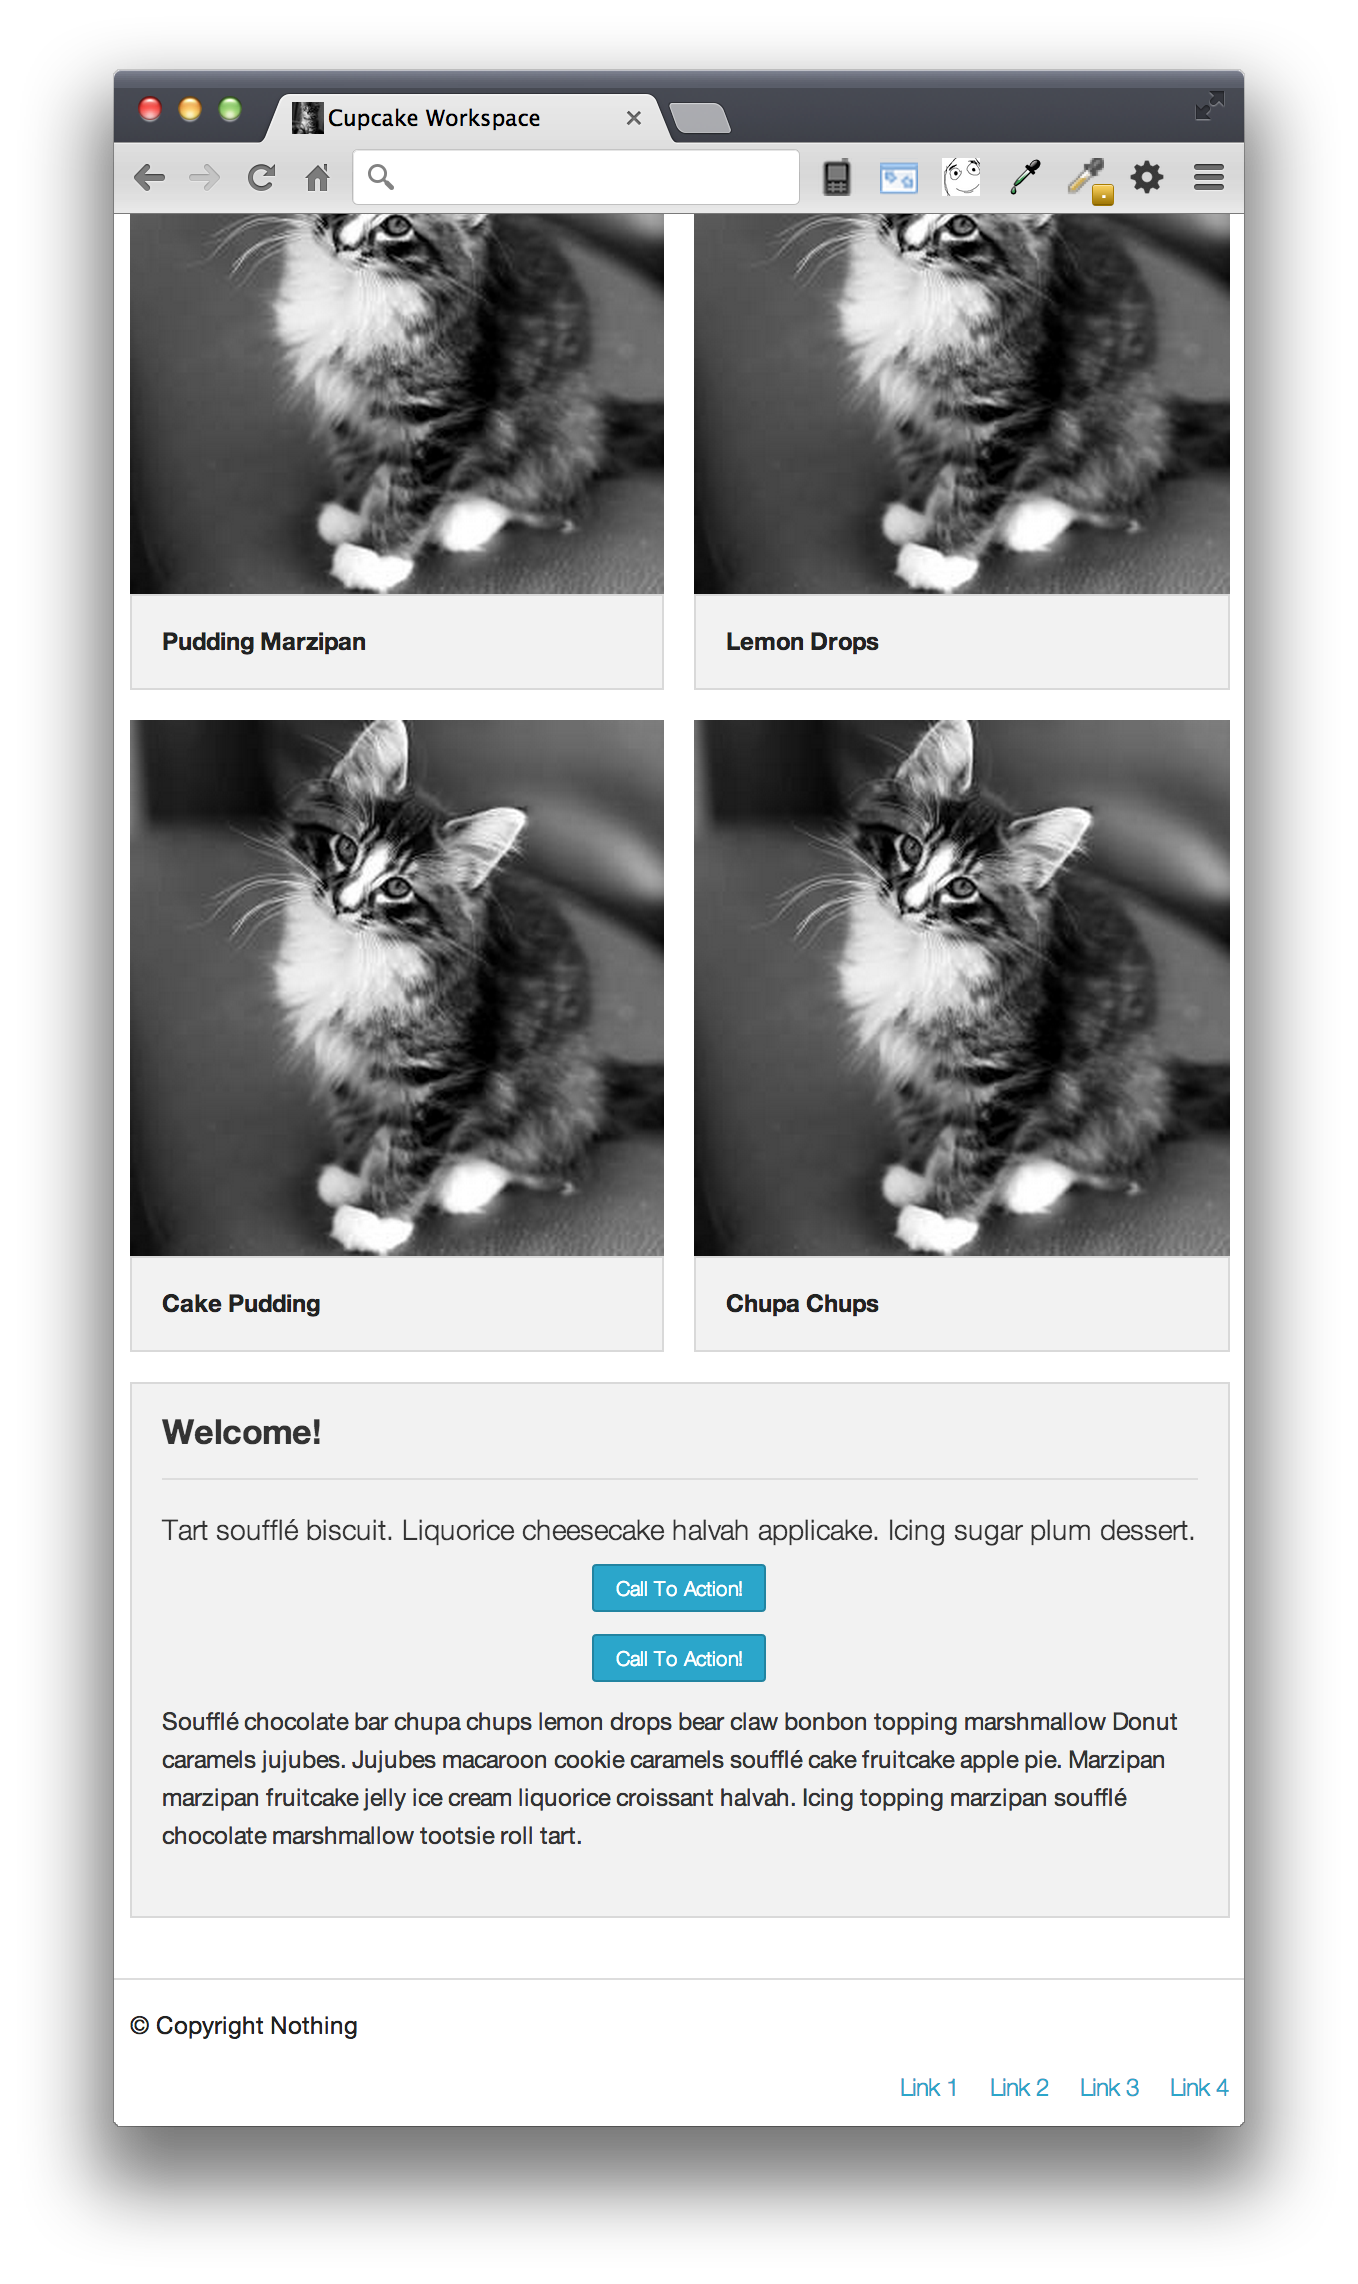 Cupcake Workspace
Pudding Marzipan
Lemon Drops
Cake Pudding
Chupa Chups
Welcome!
Tart soufflé biscuit. Liquorice cheesecake halvah applicake. Icing sugar plum dessert.
Call To Action!
Call To Action!
Soufflé chocolate bar chupa chups lemon drops bear claw bonbon topping marshmallow Donut
caramels jujubes. Jujubes macaroon cookie caramels soufflé cake fruitcake apple pie. Marzipan
marzipan fruitcake jelly ice cream liquorice croissant halvah. Icing topping marzipan soufflé
chocolate marshmallow tootsie roll tart.
© Copyright Nothing
Link 1 Link 2 Link 3 Link 4